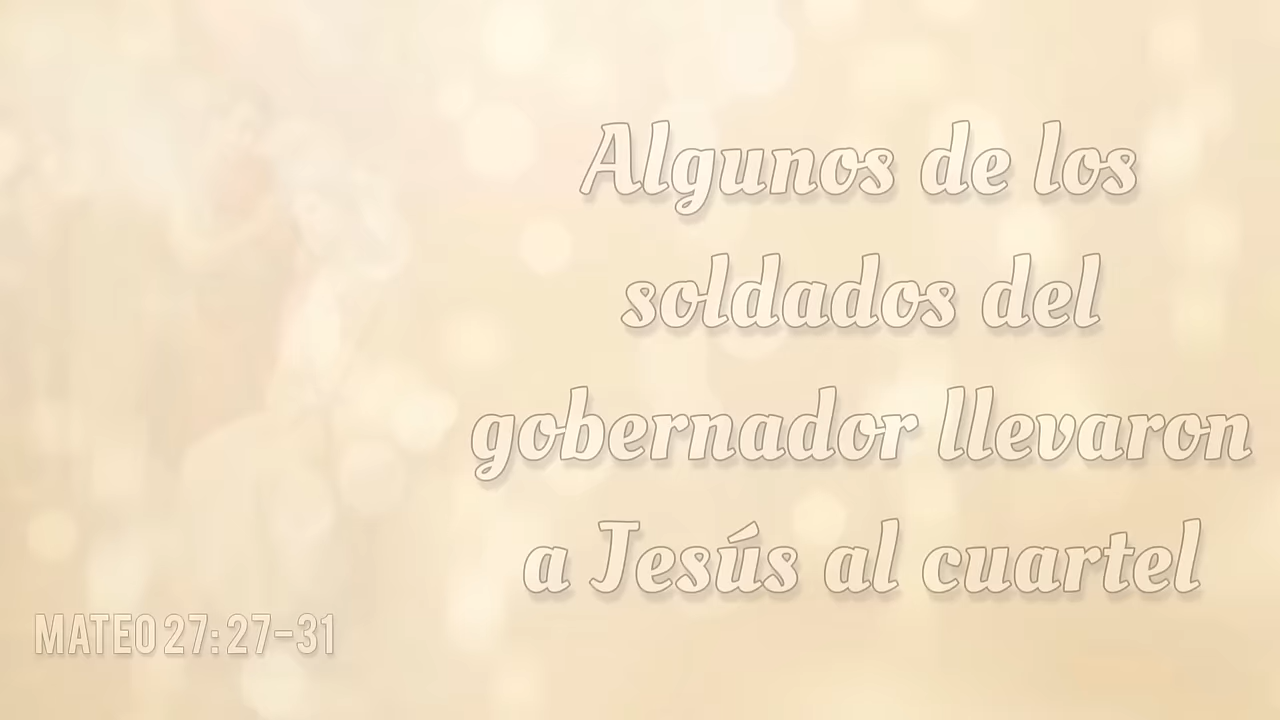 Algunos de los
soldados del
gobernador llevaron
a Jesús al cuartel
MATEO 27:27-31